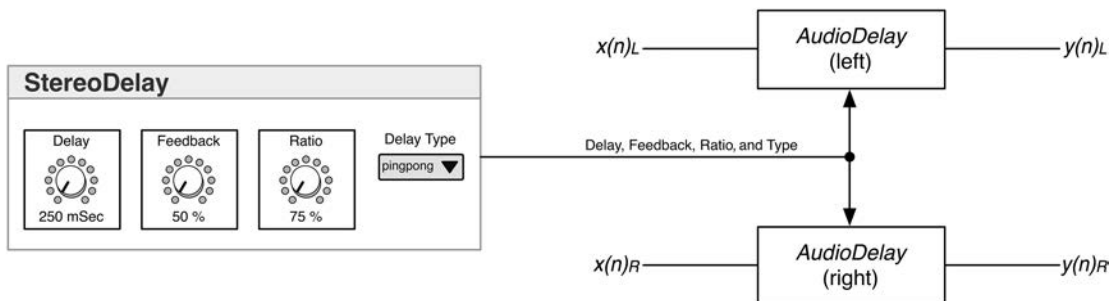 StereoDelay
Delay
250 mSec
Feedback
50 %
Ratio
75 %
Delay Type
pingpong
Delay, Feedback, Ratio, and Type
x(n)L
AudioDelay
(left)
y(n)L
x(n)R
AudioDelay
(right)
y(n)R